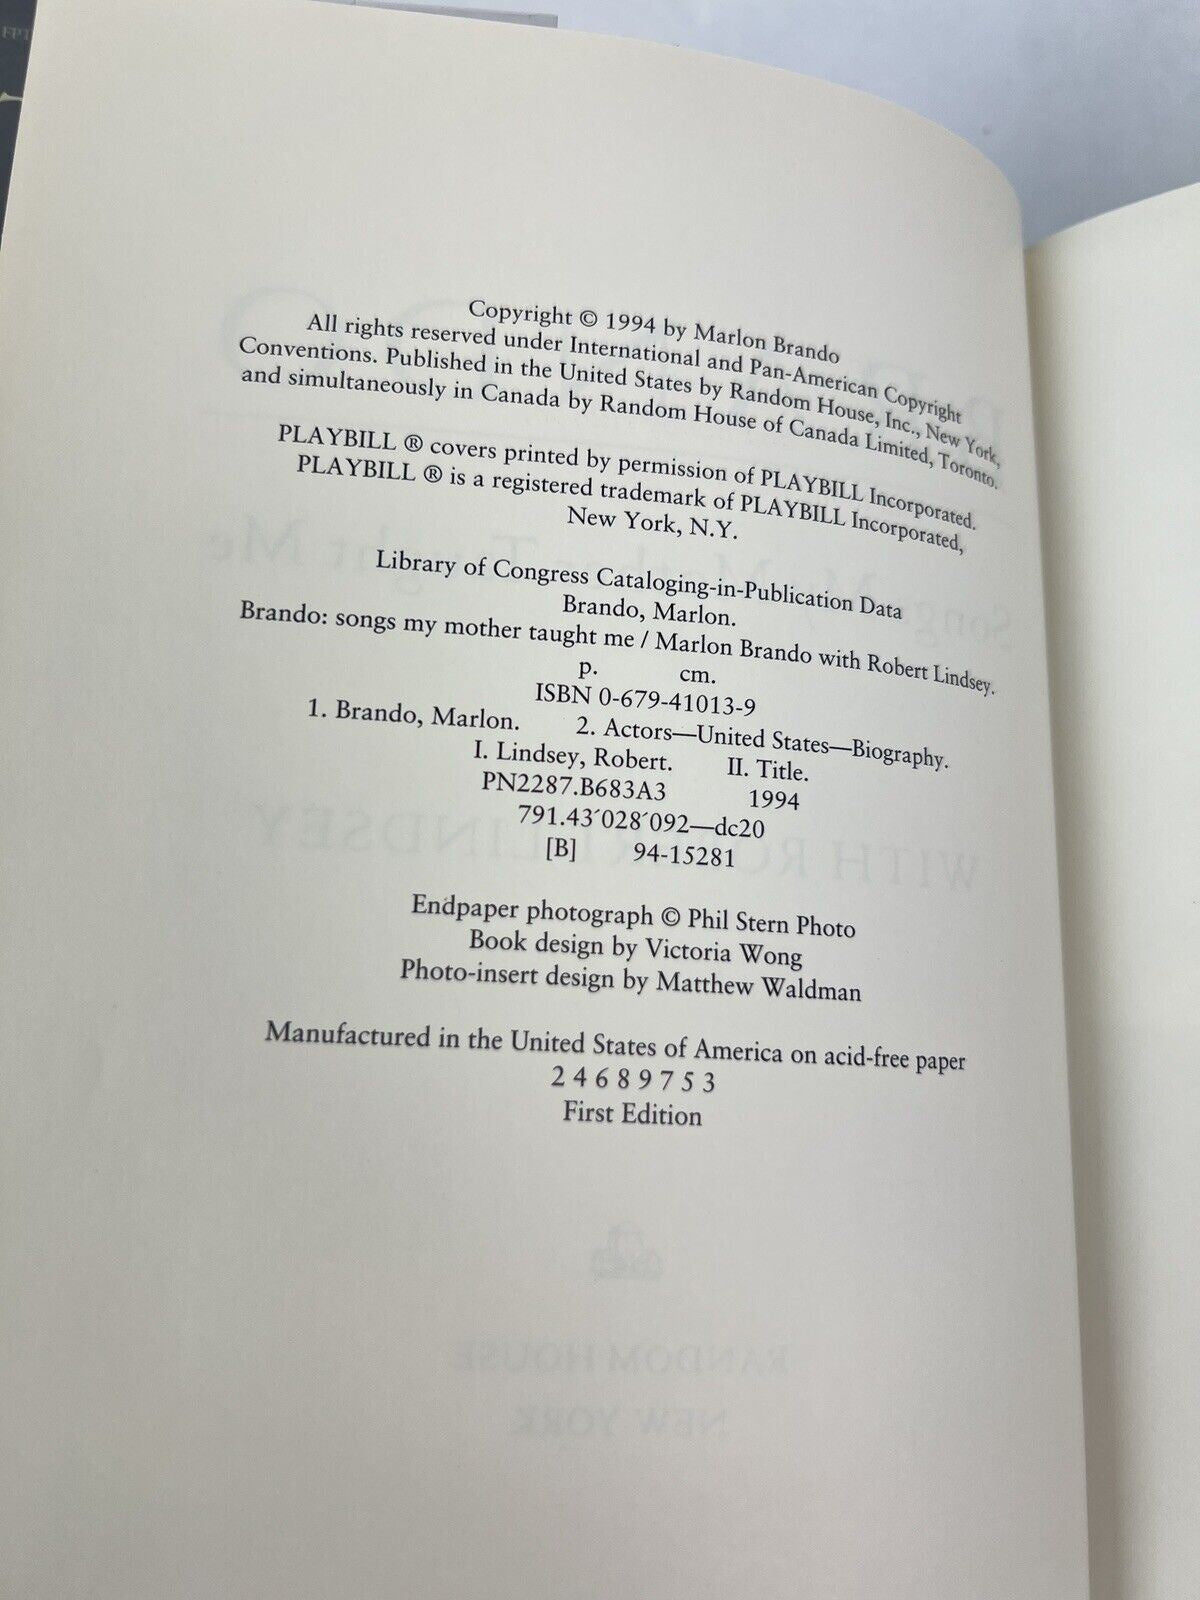 Copyright © 1994 by Marlon Brando
All rights reserved under International and Pan-American Copyright
Conventions. Published in the United States by Random House, Inc., New York,
and simultaneously in Canada by Random House of Canada Limited, Toronto.
PLAYBILL ® covers printed by permission of PLAYBILL Incorporated.
PLAYBILL ® is a registered trademark of PLAYBILL Incorporated,
New York, N.Y.
Library of Congress Cataloging-in-Publication Data
Brando, Marlon.
Brando: songs my mother taught me / Marlon Brando with Robert Lindsey.
p. cm.
ISBN 0-679-41013-9
1. Brando, Marlon. 2. Actors—United States—Biography.
I. Lindsey, Robert. II. Title.
PN2287.B683A3 1994
791.43´028´092—dc20
[B] 94-15281
Endpaper photograph © Phil Stern Photo
Book design by Victoria Wong
Photo-insert design by Matthew Waldman
Manufactured in the United States of America on acid-free paper
2 4 6 8 9 7 5 3
First Edition
RANDOM HOUSE
NEW YORK